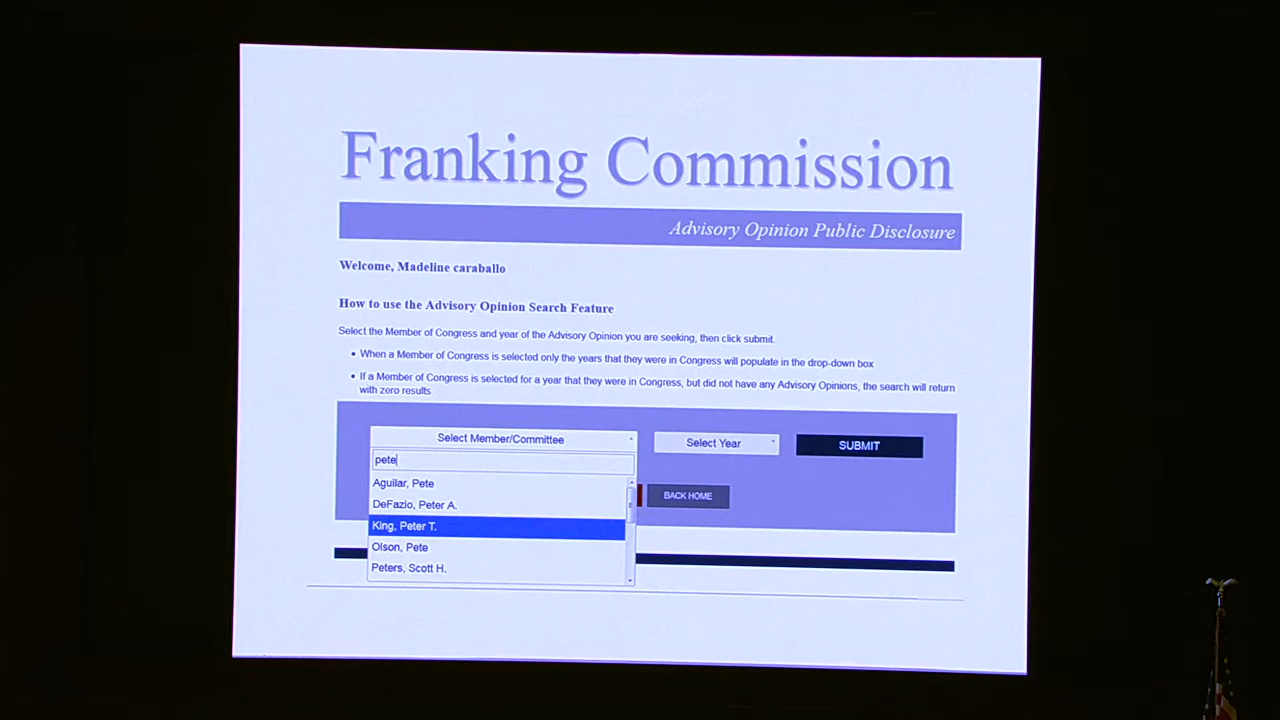 Franking Commission
Advisory Opinion Public Disclosure
Welcome, Madeline caraballo
How to use the Advisory Opinion Search Feature
Select the Member of Congress and year of the Advisory Opinion you are seeking, then click submit.
• When a Member of Congress is selected only the years that they were in Congress will populate in the drop-down box
• If a Member of Congress is selected for a year that they were in Congress, but did not have any Advisory Opinions, the search will return
with zero results
Select Member/Committee
Select Year
SUBMIT
pete
Aguilar, Pete
DeFazio, Peter A.
King, Peter T.
Olson, Pete
Peters, Scott H.
BACK HOME